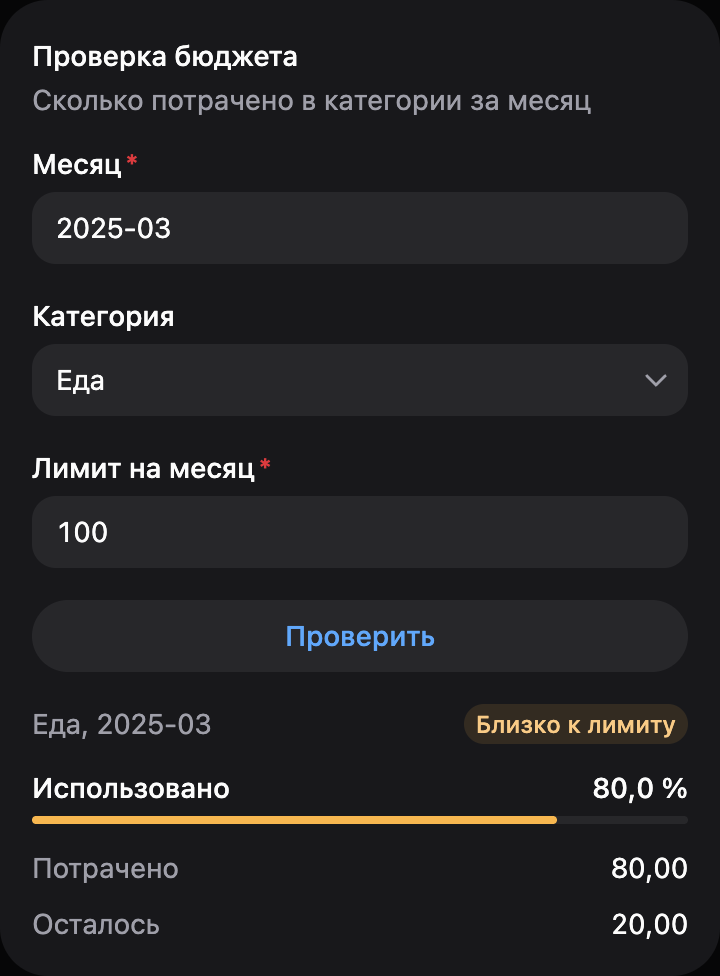 Проверка бюджета
Сколько потрачено в категории за месяц
Месяц*
2025-03
Категория
Еда
Лимит на месяц*
100
Проверить
Еда, 2025-03 Близко к лимиту
Использовано 80,0 %
Потрачено 80,00
Осталось 20,00